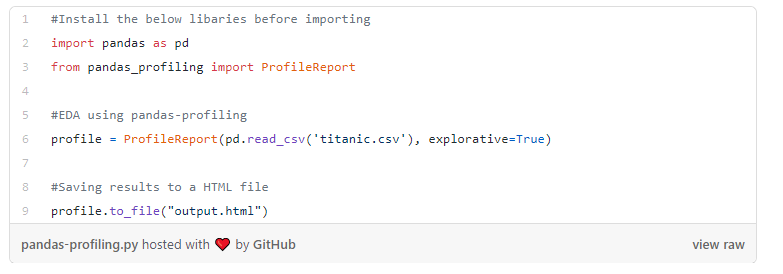 1 #Install the below libaries before importing
2 import pandas as pd
3 from pandas_profiling import ProfileReport
4
5 #EDA using pandas-profiling
6 profile = ProfileReport(pd.read_csv('titanic.csv'), explorative=True)
7
8 #Saving results to a HTML file
9 profile.to_file("output.html")
pandas-profiling.py hosted with ❤ by GitHub view raw